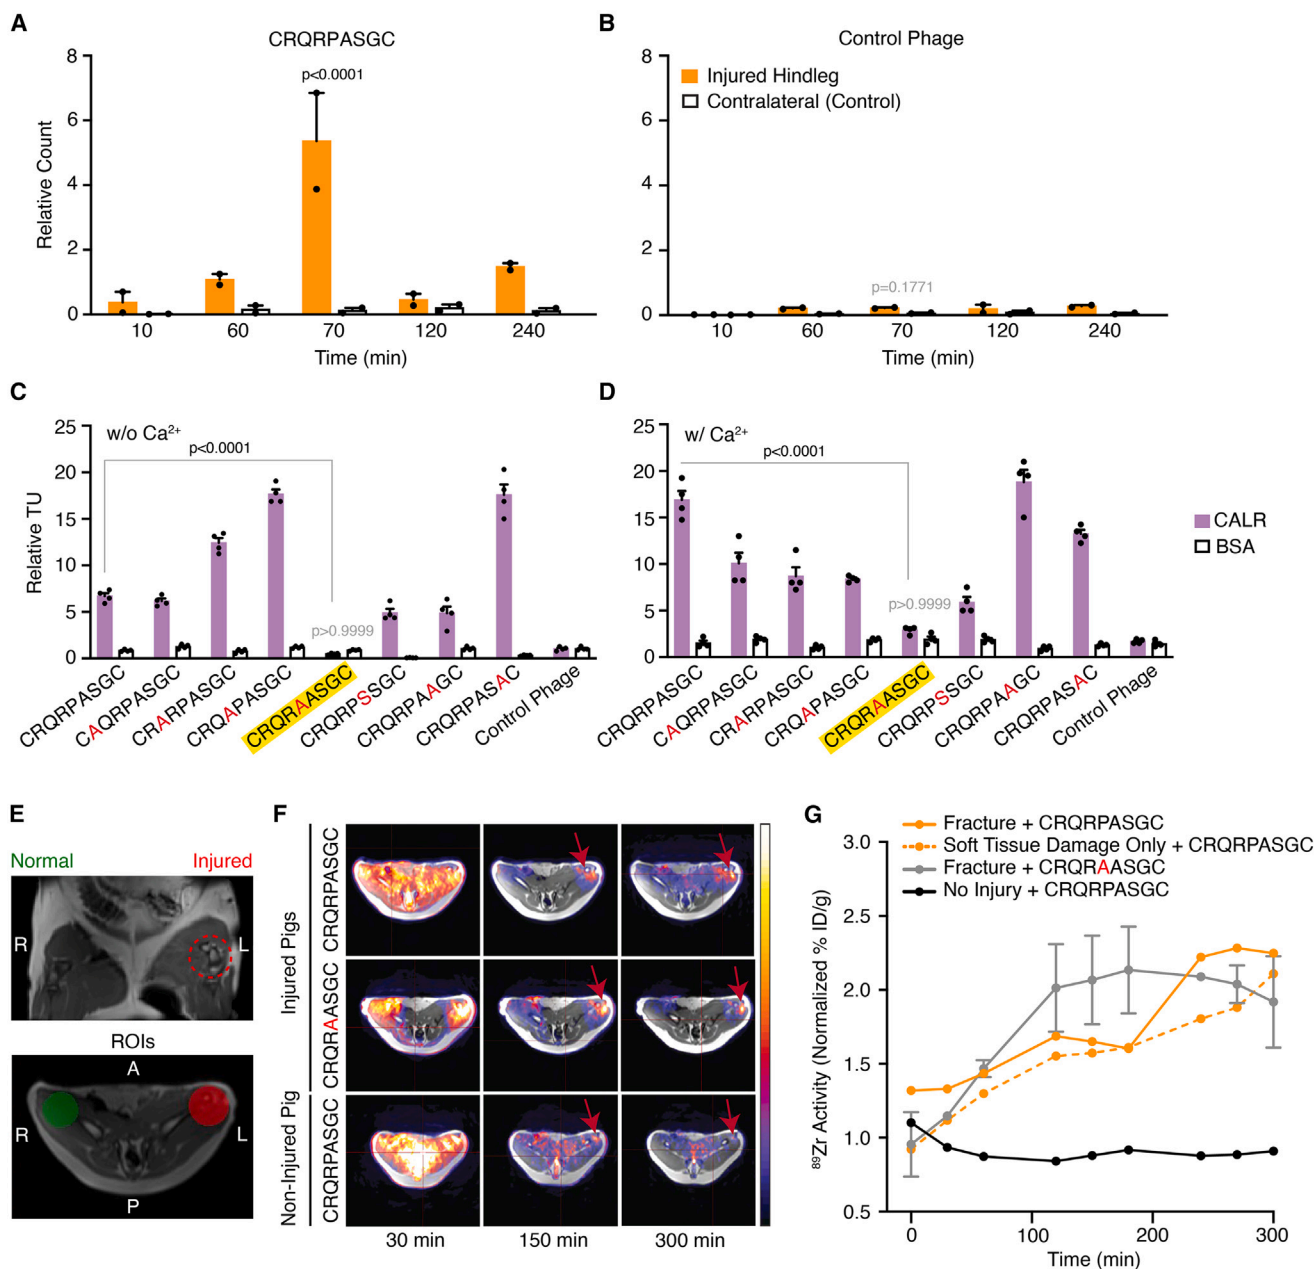 A
CRQRPASGC
8
6
4
2
0
Relative Count
p<0.0001
10 60 70 120 240
Time (min)
B
Control Phage
8
6
4
2
0
Injured Hindleg
Contralateral (Control)
p=0.1771
10 60 70 120 240
Time (min)
C
w/o Ca²⁺
p<0.0001
25
20
15
10
5
0
Relative TU
p>0.9999
CRQRPASGC
CAQRPASGC
CRARPASGC
CRQAPASGC
CRQRAASGC
CRQRPSSGC
CRQRPAAGC
CRQRPASAC
Control Phage
D
w/ Ca²⁺
p<0.0001
25
20
15
10
5
0
p>0.9999
CALR
BSA
CRQRPASGC
CAQRPASGC
CRARPASGC
CRQAPASGC
CRQRAASGC
CRQRPSSGC
CRQRPAAGC
CRQRPASAC
Control Phage
E
Normal Injured
R L
ROIs
A
R L
P
F
Injured Pigs
Non-Injured Pig
CRQRPASGC
CRQRAASGC
CRQRPASGC
30 min 150 min 300 min
G
Fracture + CRQRPASGC
Soft Tissue Damage Only + CRQRPASGC
Fracture + CRQRAASGC
No Injury + CRQRPASGC
3.0
2.5
2.0
1.5
1.0
0.5
⁸⁹Zr Activity (Normalized % ID/g)
0 100 200 300
Time (min)